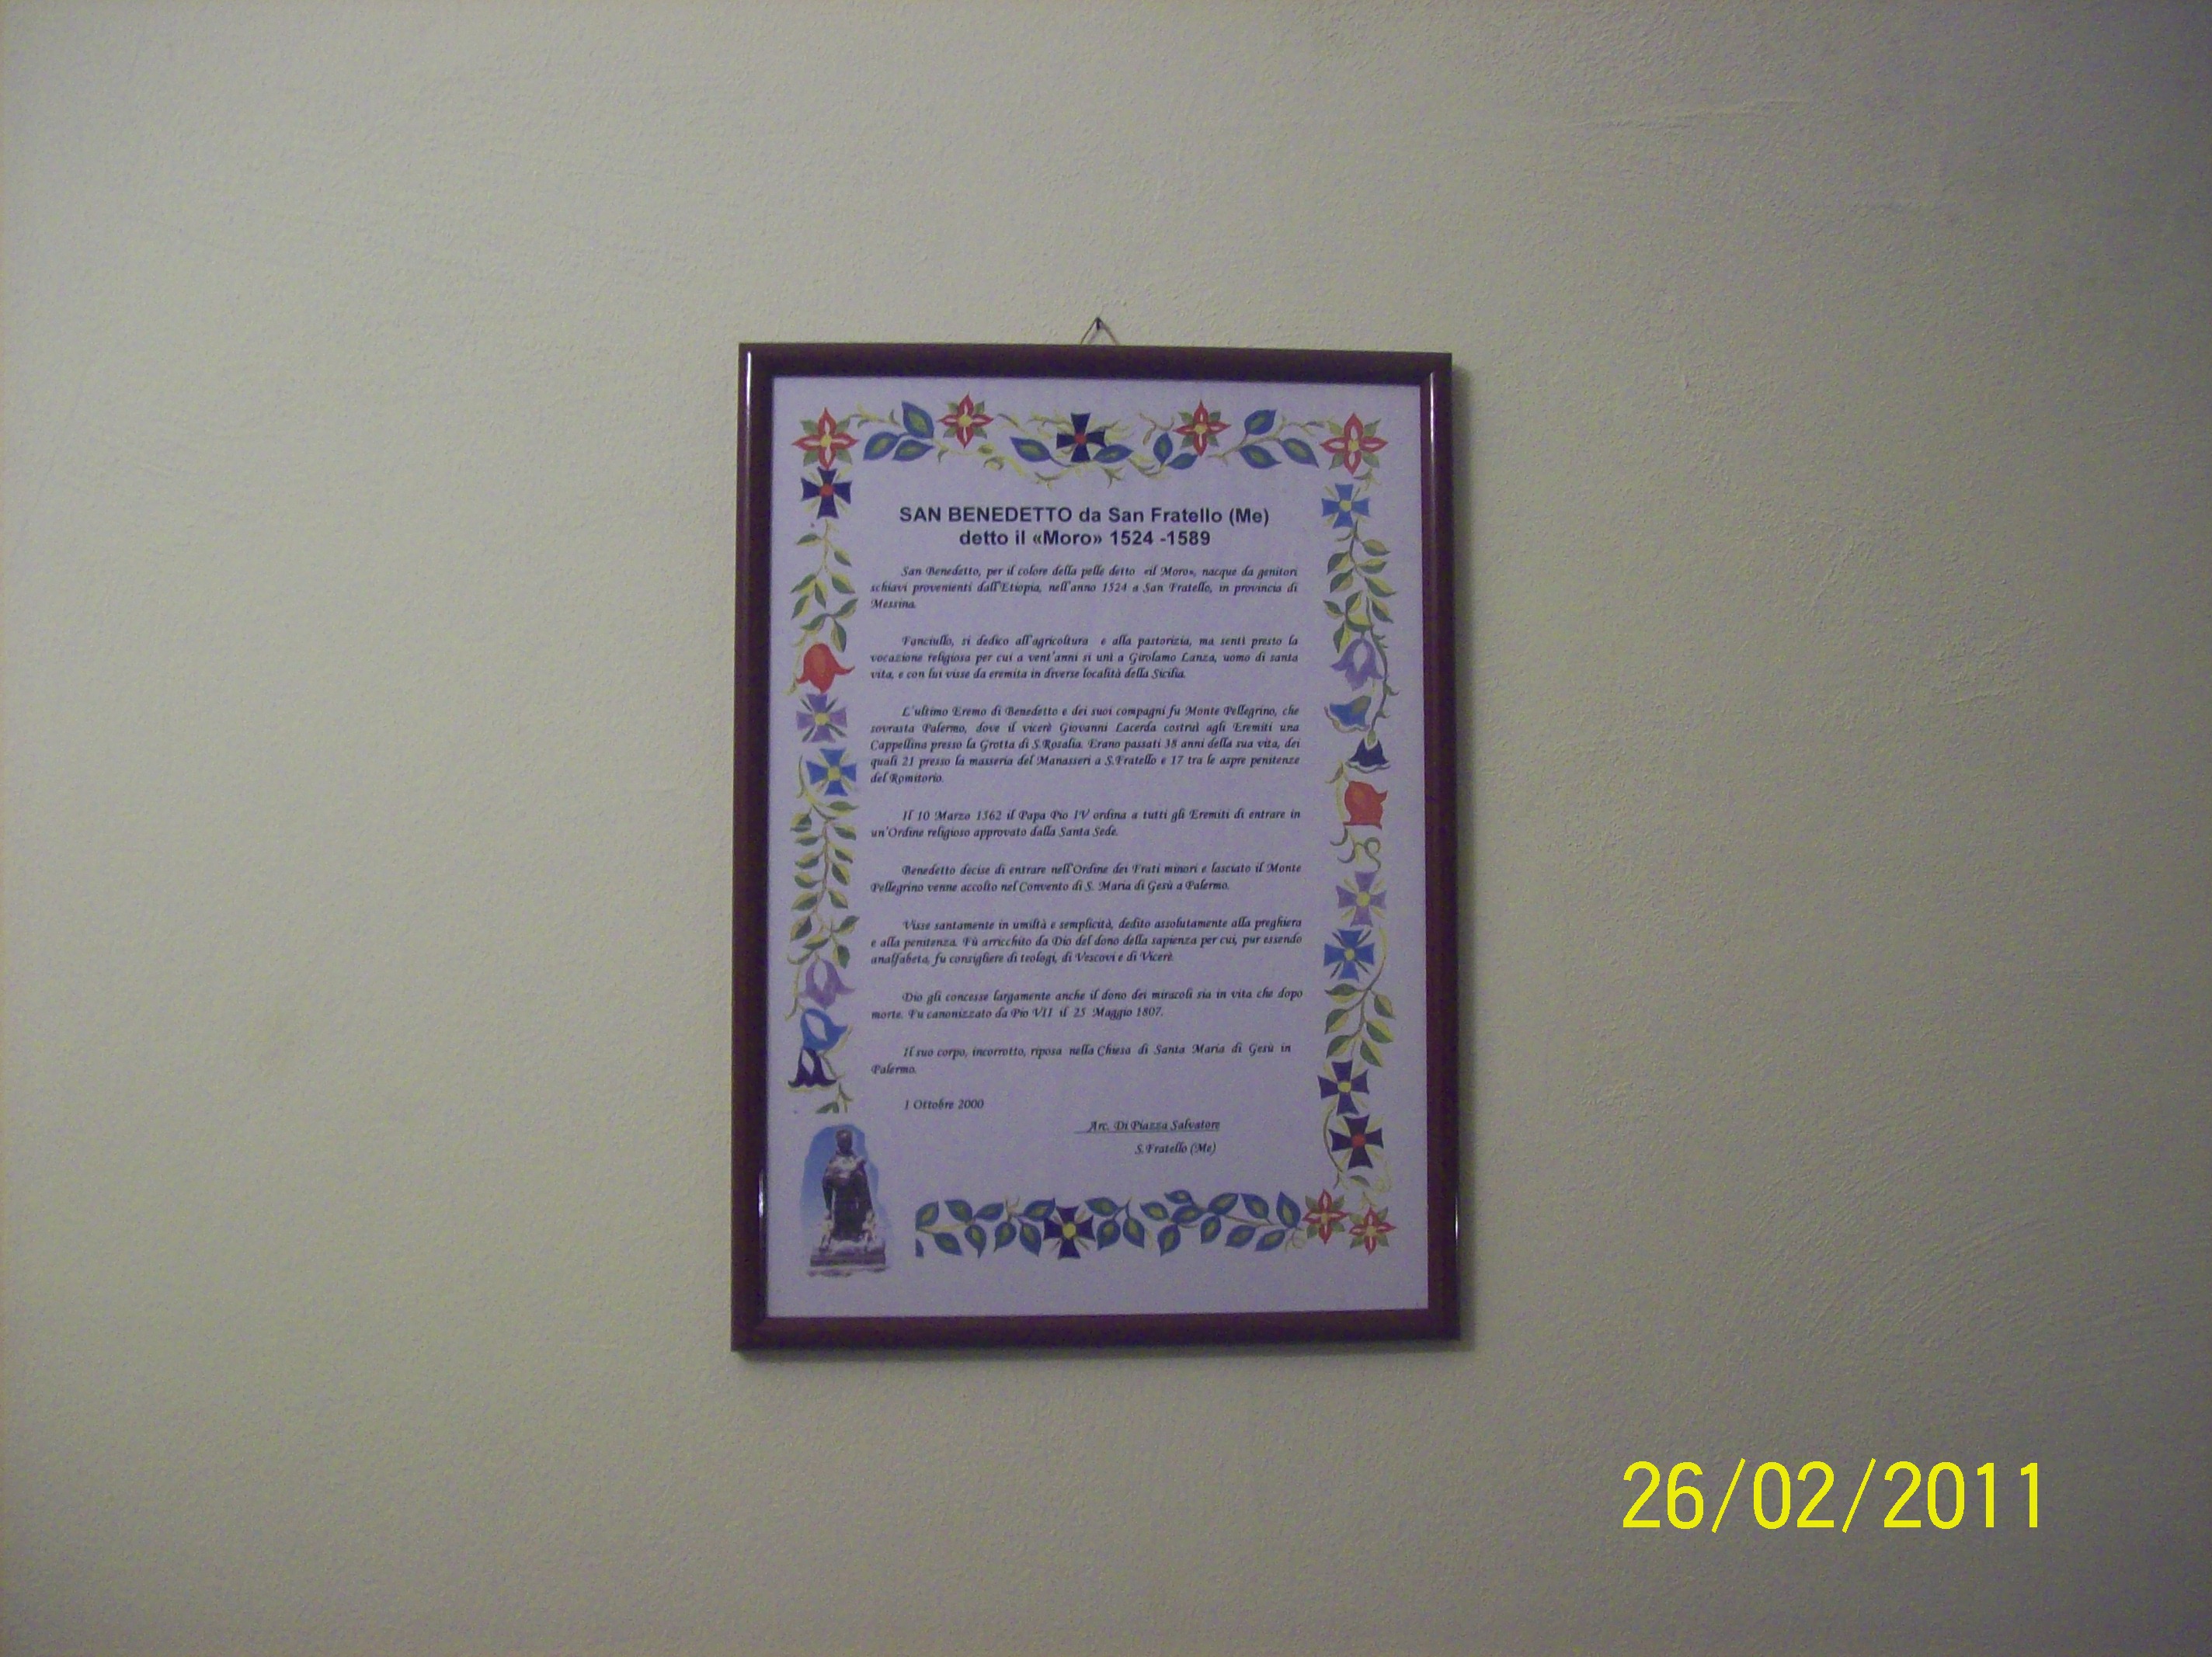 SAN BENEDETTO da San Fratello (Me)
detto il «Moro» 1524 -1589
San Benedetto, per il colore della pelle detto «il Moro», nacque da genitori
schiavi provenienti dall'Etiopia, nell'anno 1524 a San Fratello, in provincia di
Messina.
Fanciullo, si dedico all'agricoltura e alla pastorizia, ma sentì presto la
vocazione religiosa per cui a vent'anni si unì a Girolamo Lanza, uomo di santa
vita, e con lui visse da eremita in diverse località della Sicilia.
L'ultimo Eremo di Benedetto e dei suoi compagni fu Monte Pellegrino, che
sovrasta Palermo, dove il vicerè Giovanni Lacerda costruì agli Eremiti una
Cappellina presso la Grotta di S.Rozalia. Erano passati 38 anni della sua vita, dei
quali 21 presso la masseria del Manasseri a S.Fratello e 17 tra le aspre penitenze
del Romitorio.
Il 10 Marzo 1562 il Papa Pio IV ordina a tutti gli Eremiti di entrare in
un'Ordine religioso approvato dalla Santa Sede.
Benedetto decise di entrare nell'Ordine dei Frati minori e lasciato il Monte
Pellegrino venne accolto nel Convento di S. Maria di Gesù a Palermo.
Visse santamente in umiltà e semplicità, dedito assolutamente alla preghiera
e alla penitenza. Fù arricchito da Dio del dono della sapienza per cui, pur essendo
analfabeta, fu consigliere di teologi, di Vescovi e di Vicerè.
Dio gli concesse largamente anche il dono dei miracoli sia in vita che dopo
morte. Fu canonizzato da Pio VII il 25 Maggio 1807.
Il suo corpo, incorrotto, riposa nella Chiesa di Santa Maria di Gesù in
Palermo.
1 Ottobre 2000
Arc. Di Piazza Salvatore
S.Fratello (Me)
26/02/2011